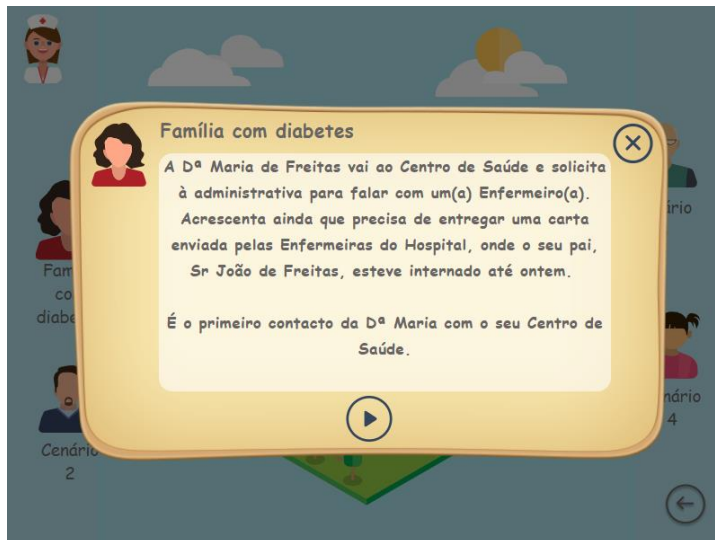 Família com diabetes
A Dª Maria de Freitas vai ao Centro de Saúde e solicita
à administrativa para falar com um(a) Enfermeiro(a).
Acrescenta ainda que precisa de entregar uma carta
enviada pelas Enfermeiras do Hospital, onde o seu pai,
Sr João de Freitas, esteve internado até ontem.
É o primeiro contacto da Dª Maria com o seu Centro de
Saúde.
Cenário
2
4